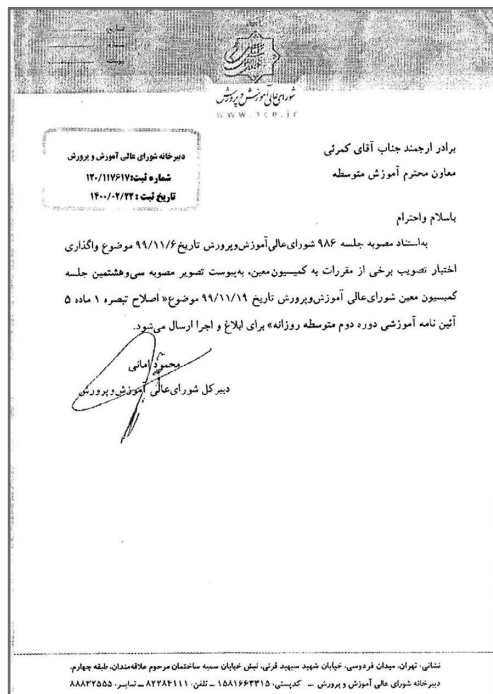 شورای عالی آموزش و پرورش
www.sce.ir
دبیرخانه شورای عالی آموزش و پرورش
شماره ثبت: ۱۲۰/۱۱۷۶۱۷
تاریخ ثبت : ۱۴۰۰/۰۲/۲۲
برادر ارجمند جناب آقای کمرئی
معاون محترم آموزش متوسطه
باسلام واحترام
به‌استناد مصوبه جلسه ۹۸۶ شورای‌عالی‌آموزش‌وپرورش تاریخ ۹۹/۱۱/۶ موضوع واگذاری
اختیار تصویب برخی از مقررات به کمیسیون‌معین، به‌پیوست تصویر مصوبه سی‌وهشتمین جلسه
کمیسیون معین شورای‌عالی آموزش‌وپرورش تاریخ ۹۹/۱۱/۱۹ موضوع« اصلاح تبصره ۱ ماده ۵
آئین نامه آموزشی دوره دوم متوسطه روزانه» برای ابلاغ و اجرا ارسال می‌شود.
محمود امانی
دبیرکل شورای‌عالی آموزش‌وپرورش
نشانی: تهران، میدان فردوسی، خیابان شهید سپهبد قرنی، نبش خیابان سمیه ساختمان مرحوم علاقه‌مندان، طبقه چهارم،
دبیرخانه شورای عالی آموزش و پرورش – کدپستی: ۱۵۸۱۶۶۳۳۱۵ – تلفن: ۸۲۲۸۴۱۱۱ – نمابر: ۸۸۸۳۲۵۵۵